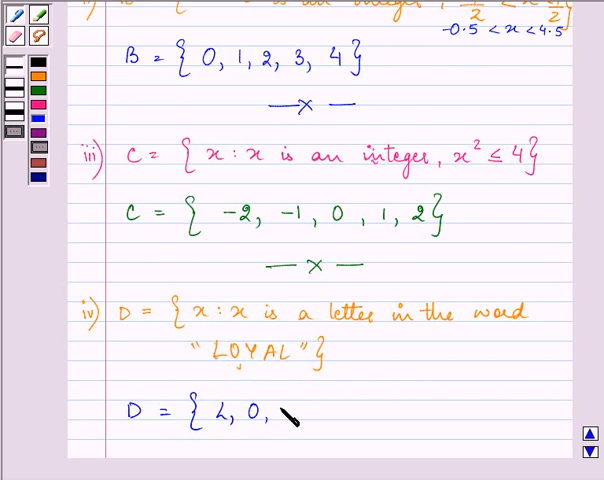 -0.5 < x < 4.5
B = { 0, 1, 2, 3, 4 }
— x —
iii) C = { x : x is an integer, x² ≤ 4}
C = { -2, -1, 0, 1, 2 }
— x —
iv) D = { x : x is a letter in the word
"LOYAL" }
D = { L, O,